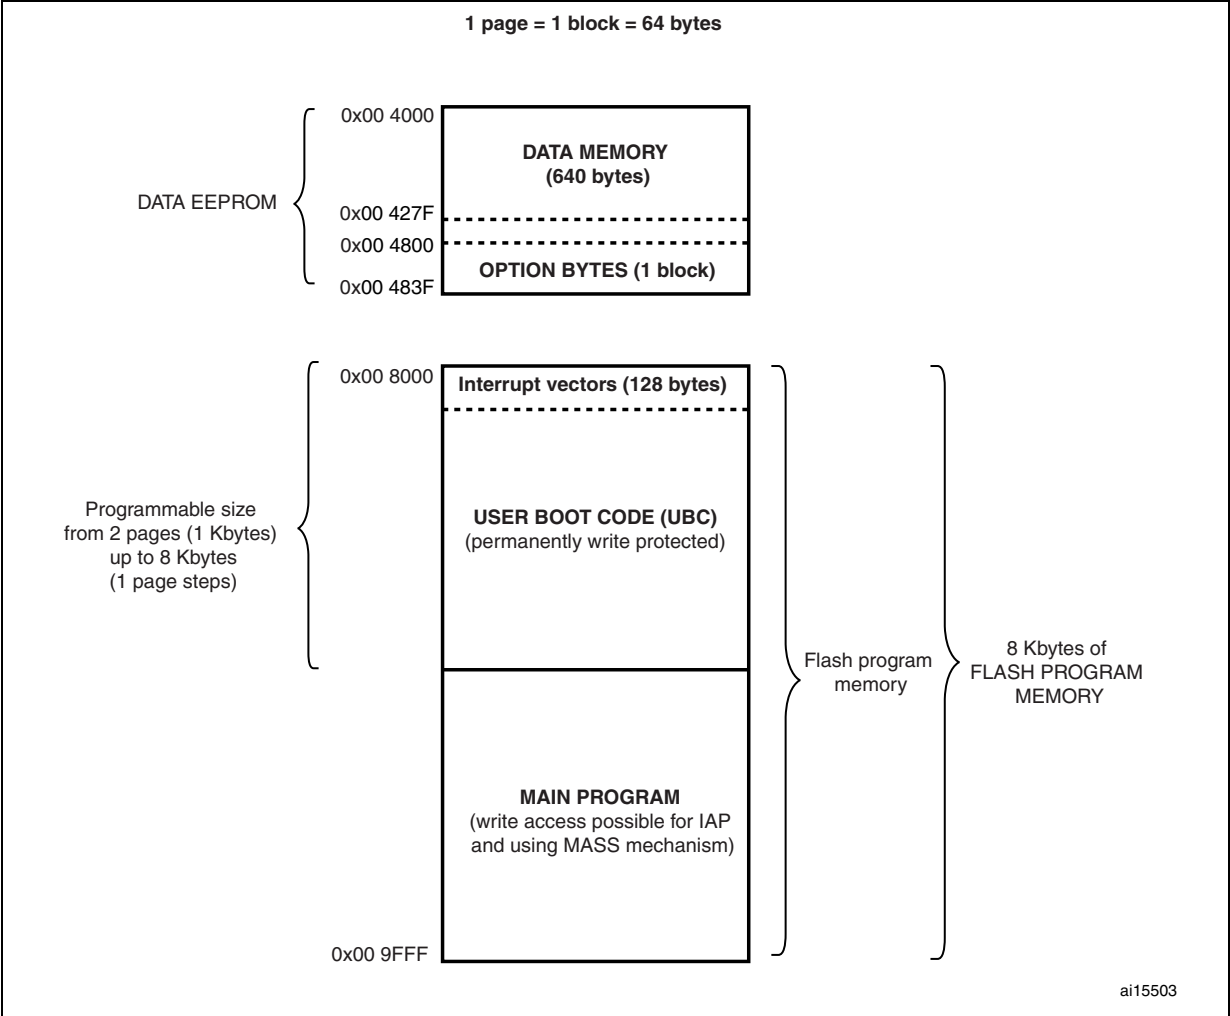 1 page = 1 block = 64 bytes
0x00 4000
DATA MEMORY
(640 bytes)
DATA EEPROM
0x00 427F
0x00 4800
OPTION BYTES (1 block)
0x00 483F
0x00 8000
Interrupt vectors (128 bytes)
Programmable size
from 2 pages (1 Kbytes)
up to 8 Kbytes
(1 page steps)
USER BOOT CODE (UBC)
(permanently write protected)
Flash program
memory
8 Kbytes of
FLASH PROGRAM
MEMORY
MAIN PROGRAM
(write access possible for IAP
and using MASS mechanism)
0x00 9FFF
ai15503